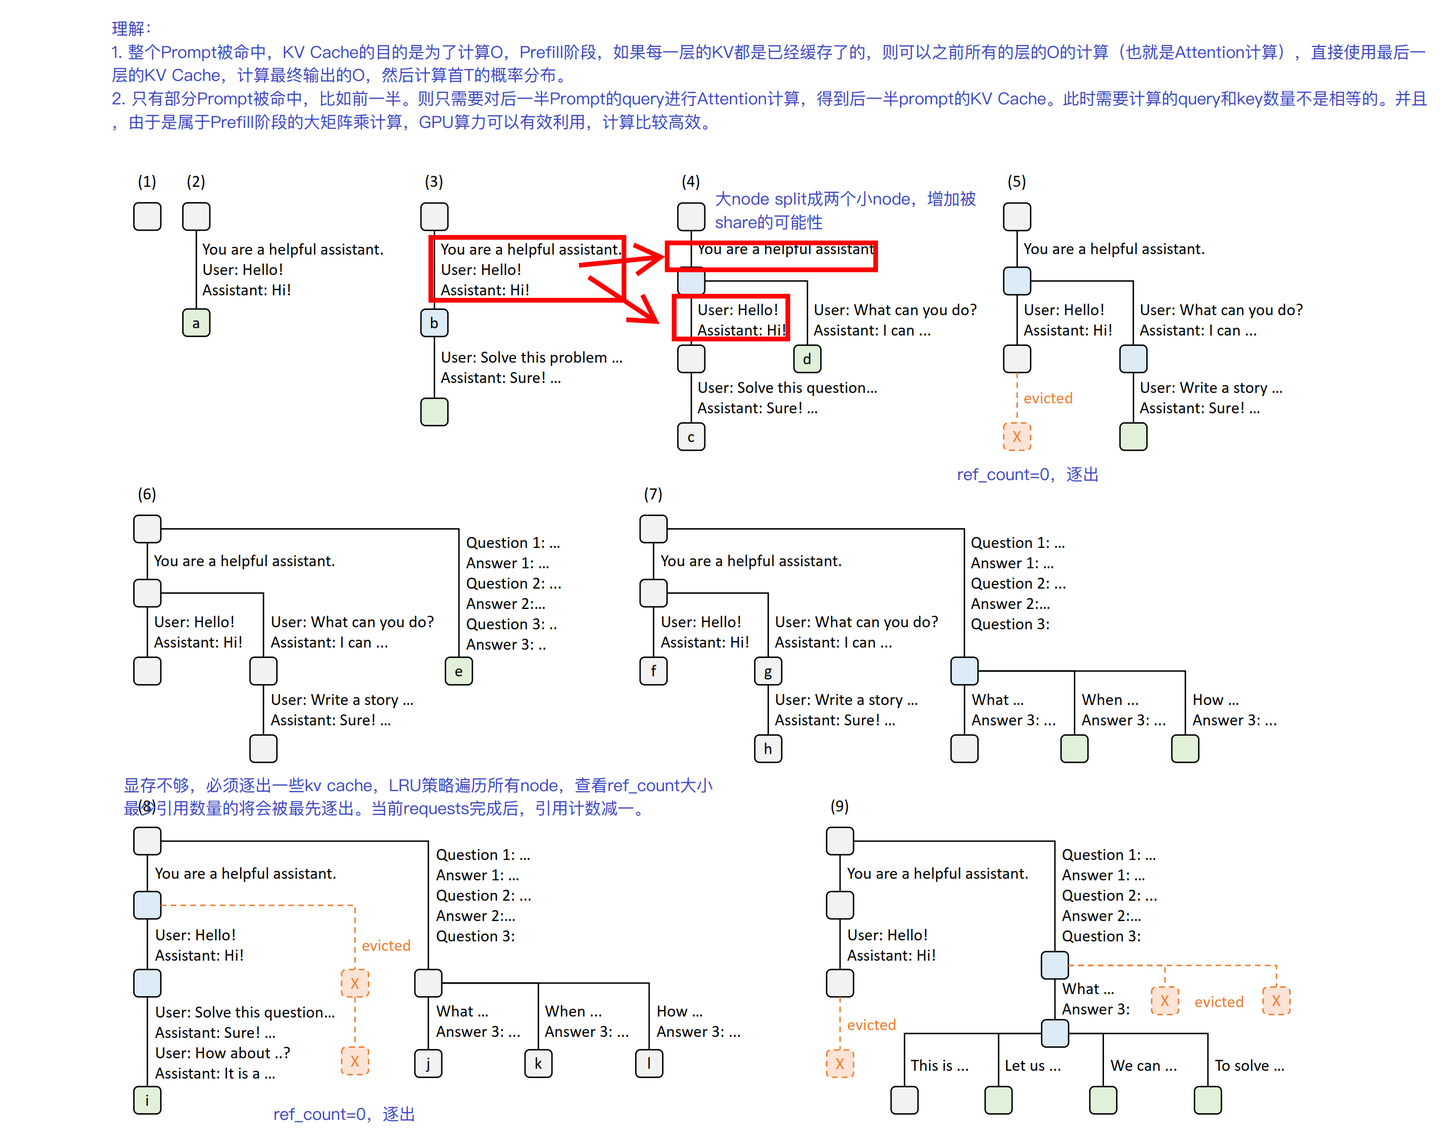 理解：
1. 整个Prompt被命中，KV Cache的目的是为了计算O，Prefill阶段，如果每一层的KV都是已经缓存了的，则可以之前所有的层的O的计算（也就是Attention计算），直接使用最后一
层的KV Cache，计算最终输出的O，然后计算首T的概率分布。
2. 只有部分Prompt被命中，比如前一半。则只需要对后一半Prompt的query进行Attention计算，得到后一半prompt的KV Cache。此时需要计算的query和key数量不是相等的。并且
，由于是属于Prefill阶段的大矩阵乘计算，GPU算力可以有效利用，计算比较高效。
(1)
(2)
You are a helpful assistant.
User: Hello!
Assistant: Hi!
a
(3)
You are a helpful assistant.
User: Hello!
Assistant: Hi!
b
User: Solve this problem ...
Assistant: Sure! ...
(4)
大node split成两个小node，增加被
share的可能性
You are a helpful assistant
User: Hello!
Assistant: Hi!
User: What can you do?
Assistant: I can ...
d
User: Solve this question...
Assistant: Sure! ...
c
(5)
You are a helpful assistant.
User: Hello!
Assistant: Hi!
User: What can you do?
Assistant: I can ...
evicted
X
User: Write a story ...
Assistant: Sure! ...
ref_count=0，逐出
(6)
You are a helpful assistant.
User: Hello!
Assistant: Hi!
User: What can you do?
Assistant: I can ...
User: Write a story ...
Assistant: Sure! ...
Question 1: ...
Answer 1: ...
Question 2: ...
Answer 2:...
Question 3: ..
Answer 3: ..
e
(7)
You are a helpful assistant.
User: Hello!
Assistant: Hi!
f
User: What can you do?
Assistant: I can ...
g
User: Write a story ...
Assistant: Sure! ...
h
Question 1: ...
Answer 1: ...
Question 2: ...
Answer 2:...
Question 3:
What ...
Answer 3: ...
When ...
Answer 3: ...
How ...
Answer 3: ...
显存不够，必须逐出一些kv cache，LRU策略遍历所有node，查看ref_count大小
最少引用数量的将会被最先逐出。当前requests完成后，引用计数减一。
(8)
You are a helpful assistant.
User: Hello!
Assistant: Hi!
User: Solve this question...
Assistant: Sure! ...
User: How about ..?
Assistant: It is a ...
i
evicted
X
X
Question 1: ...
Answer 1: ...
Question 2: ...
Answer 2:...
Question 3:
What ...
Answer 3: ...
j
When ...
Answer 3: ...
k
How ...
Answer 3: ...
l
ref_count=0，逐出
(9)
You are a helpful assistant.
User: Hello!
Assistant: Hi!
evicted
X
Question 1: ...
Answer 1: ...
Question 2: ...
Answer 2:...
Question 3:
What ...
Answer 3:
X
evicted
X
This is ...
Let us ...
We can ...
To solve ...